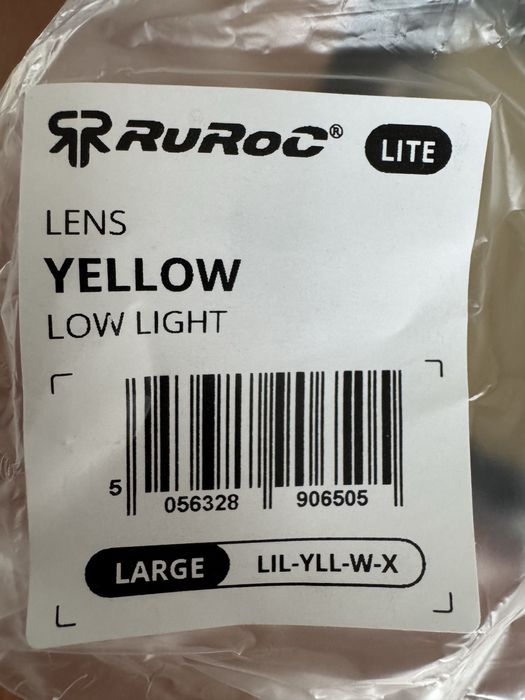 RUROC® LITE
LENS
YELLOW
LOW LIGHT
5 056328 906505
LARGE LIL-YLL-W-X